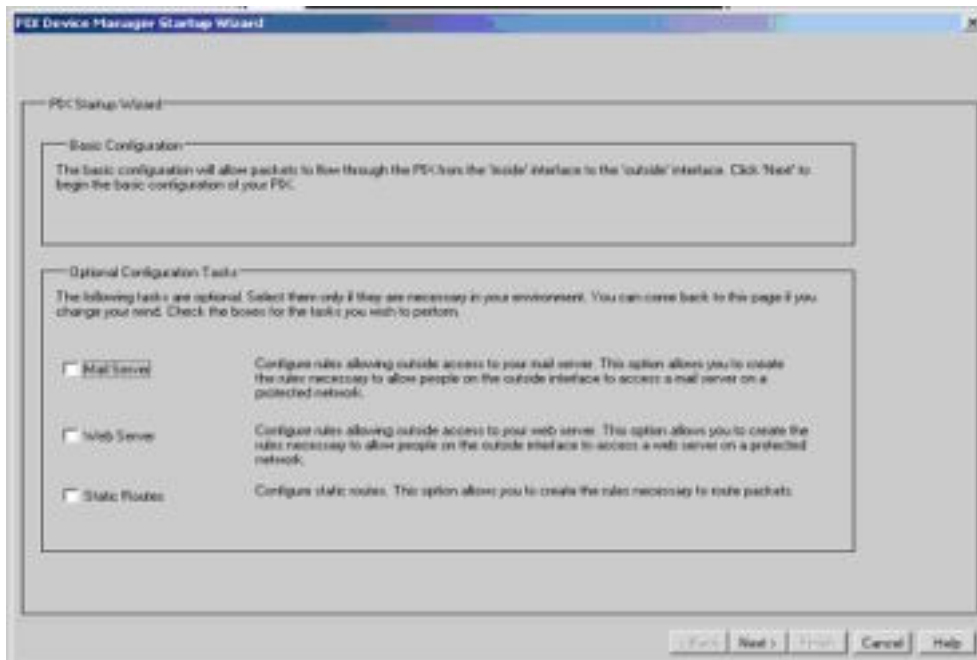 PIX Device Manager Startup Wizard
PIX Startup Wizard
Basic Configuration
The basic configuration will allow packets to flow through the PIX from the 'inside' interface to the 'outside' interface. Click 'Next' to
begin the basic configuration of your PIX.
Optional Configuration Tasks
The following tasks are optional. Select them only if they are necessary in your environment. You can come back to this page if you
change your mind. Check the boxes for the tasks you wish to perform.
Mail Server
Configure rules allowing outside access to your mail server. This option allows you to create
the rules necessary to allow people on the outside interface to access a mail server on a
protected network.
Web Server
Configure rules allowing outside access to your web server. This option allows you to create the
rules necessary to allow people on the outside interface to access a web server on a protected
network.
Static Routes
Configure static routes. This option allows you to create the rules necessary to route packets.
< Back Next > Finish Cancel Help